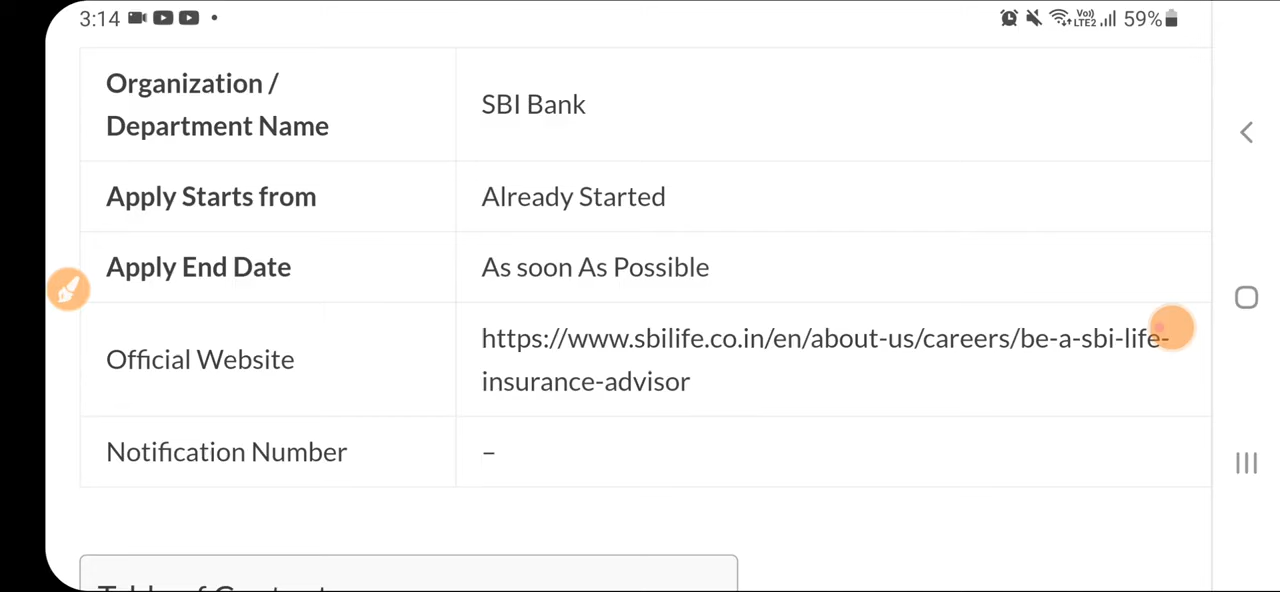 3:14
Vo)) LTE2 59%
Organization /
Department Name
SBI Bank
Apply Starts from
Already Started
Apply End Date
As soon As Possible
Official Website
https://www.sbilife.co.in/en/about-us/careers/be-a-sbi-life-
insurance-advisor
Notification Number
–